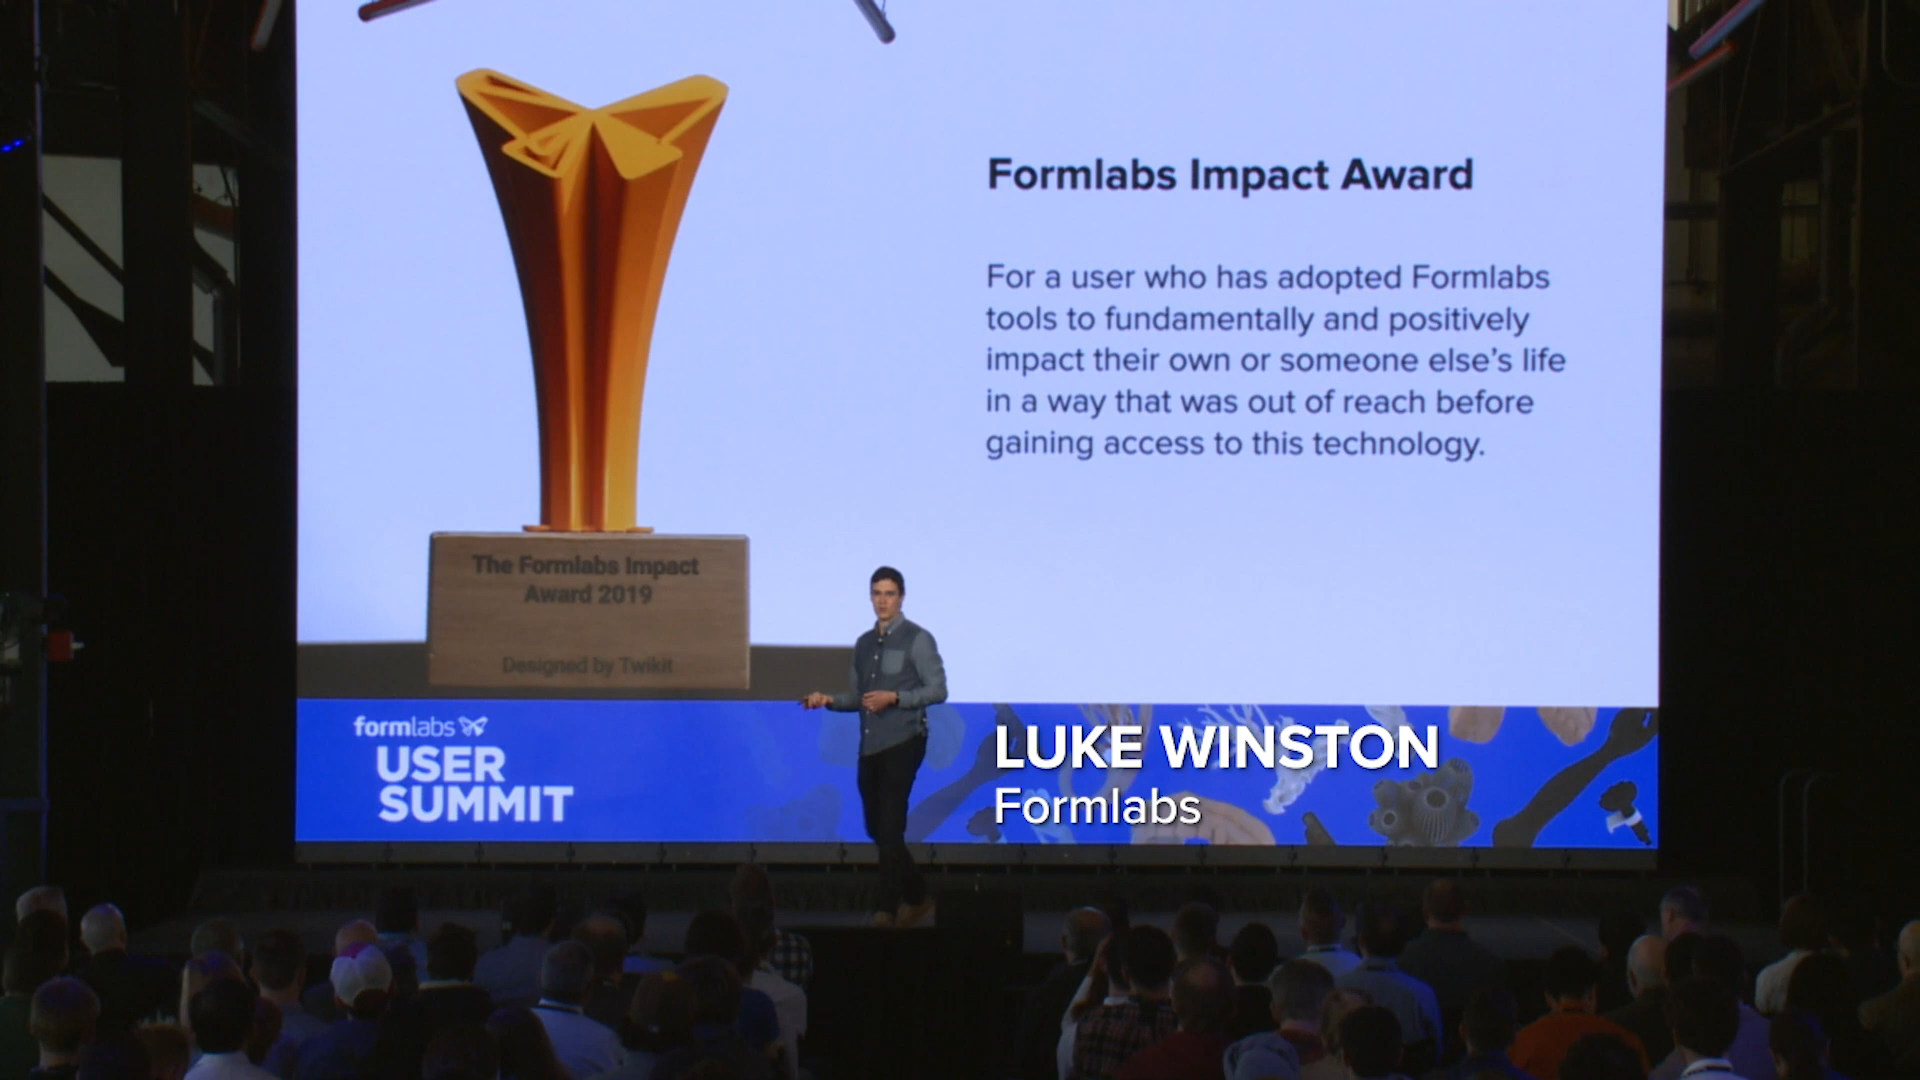 Formlabs Impact Award
For a user who has adopted Formlabs
tools to fundamentally and positively
impact their own or someone else's life
in a way that was out of reach before
gaining access to this technology.
The Formlabs Impact
Award 2019
Designed by Twikit
formlabs
USER
SUMMIT
LUKE WINSTON
Formlabs